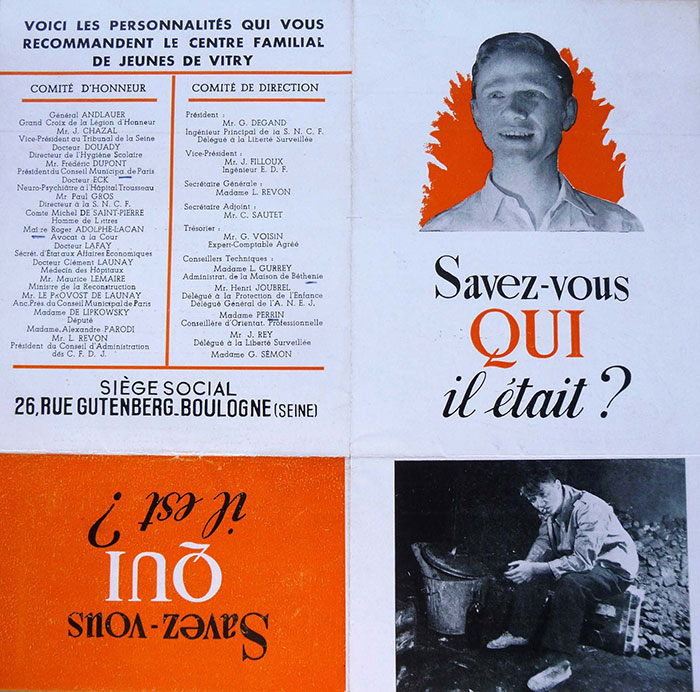 VOICI LES PERSONNALITÉS QUI VOUS
RECOMMANDENT LE CENTRE FAMILIAL
DE JEUNES DE VITRY
COMITÉ D'HONNEUR
Général ANDLAUER
Grand Croix de la Légion d'Honneur
Mr. J. CHAZAL
Vice-Président au Tribunal de la Seine
Docteur DOUADY
Directeur de l'Hygiène Scolaire
Mr. Frédéric DUPONT
Président du Conseil Municipal de Paris
Docteur ECK
Neuro-Psychiâtre à l'Hôpital Trousseau
Mr. Paul GROS
Directeur à la S.N.C.F.
Comte Michel DE SAINT-PIERRE
Homme de Lettres
Maître Roger ADOLPHE-LACAN
Avocat à la Cour
Docteur LAFAY
Sécrét. d'Etat aux Affaires Economiques
Docteur Clément LAUNAY
Médecin des Hôpitaux
Mr. Maurice LEMAIRE
Ministre de la Reconstruction
Mr. LE PROVOST DE LAUNAY
Anc. Prés. du Conseil Municipal de Paris
Madame DE LIPKOWSKY
Député
Madame Alexandre PARODI
Mr. L. REVON
Président du Conseil d'Administration
des C.F.D.J.
COMITÉ DE DIRECTION
Président :
Mr. G. DEGAND
Ingénieur Principal de la S. N. C. F.
Délégué à la Liberté Surveillée
Vice-Président :
Mr. J. FILLOUX
Ingénieur E. D. F.
Secrétaire Générale :
Madame L. REVON
Secrétaire Adjoint :
Mr. C. SAUTET
Trésorier :
Mr. G. VOISIN
Expert-Comptable Agréé
Conseillers Techniques :
Madame L. GURREY
Administrat. de la Maison de Béthenie
Mr. Henri JOUBREL
Délégué à la Protection de l'Enfance
Délégué Général de l'A. N. E. J.
Madame PERRIN
Conseillère d'Orientat. Professionnelle
Mr J. REY
Délégué à la Liberté Surveillée
Madame G. SÉMON
SIÈGE SOCIAL
26, RUE GUTENBERG_BOULOGNE (SEINE)
Savez-vous
QUI
il était ?
Savez-vous
QUI
il est ?